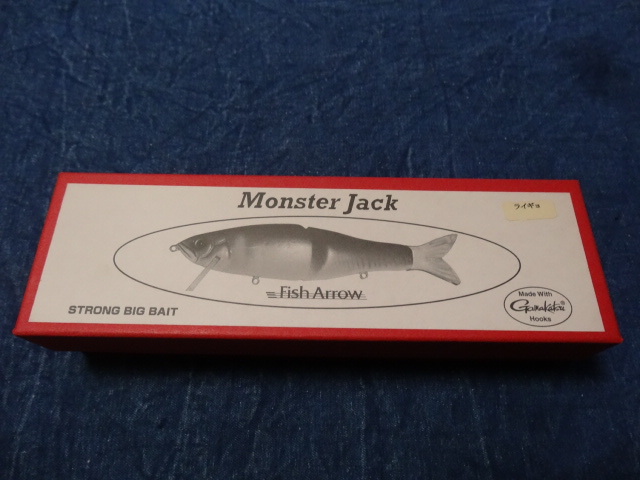 Monster Jack
ライギョ
Fish Arrow
STRONG BIG BAIT
Made With
Gamakatsu®
Hooks